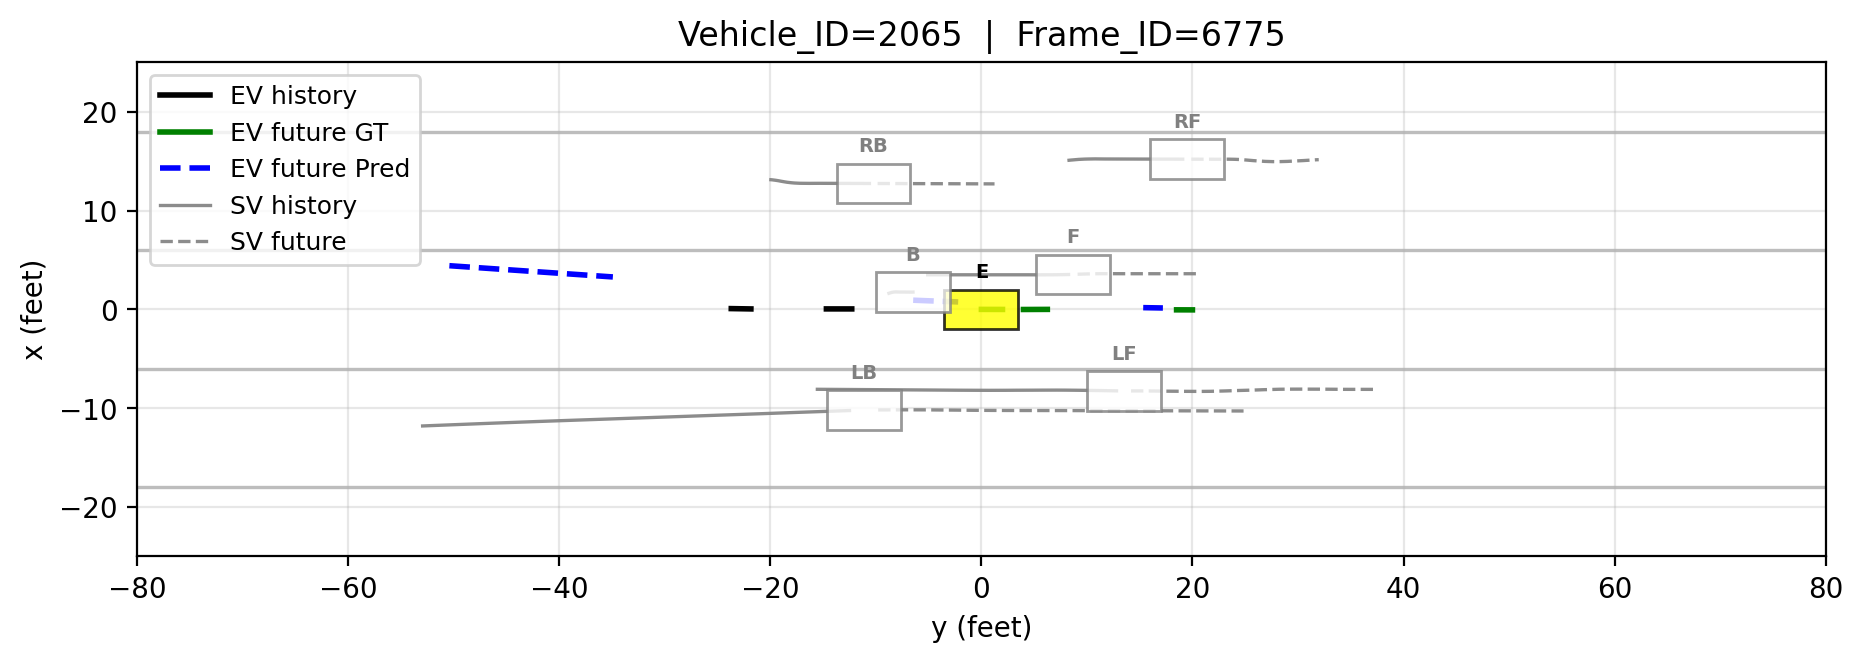 Vehicle_ID=2065 | Frame_ID=6775
EV history
EV future GT
EV future Pred
SV history
SV future
RB
RF
B
E
F
LB
LF
20
10
0
−10
−20
x (feet)
−80
−60
−40
−20
0
20
40
60
80
y (feet)